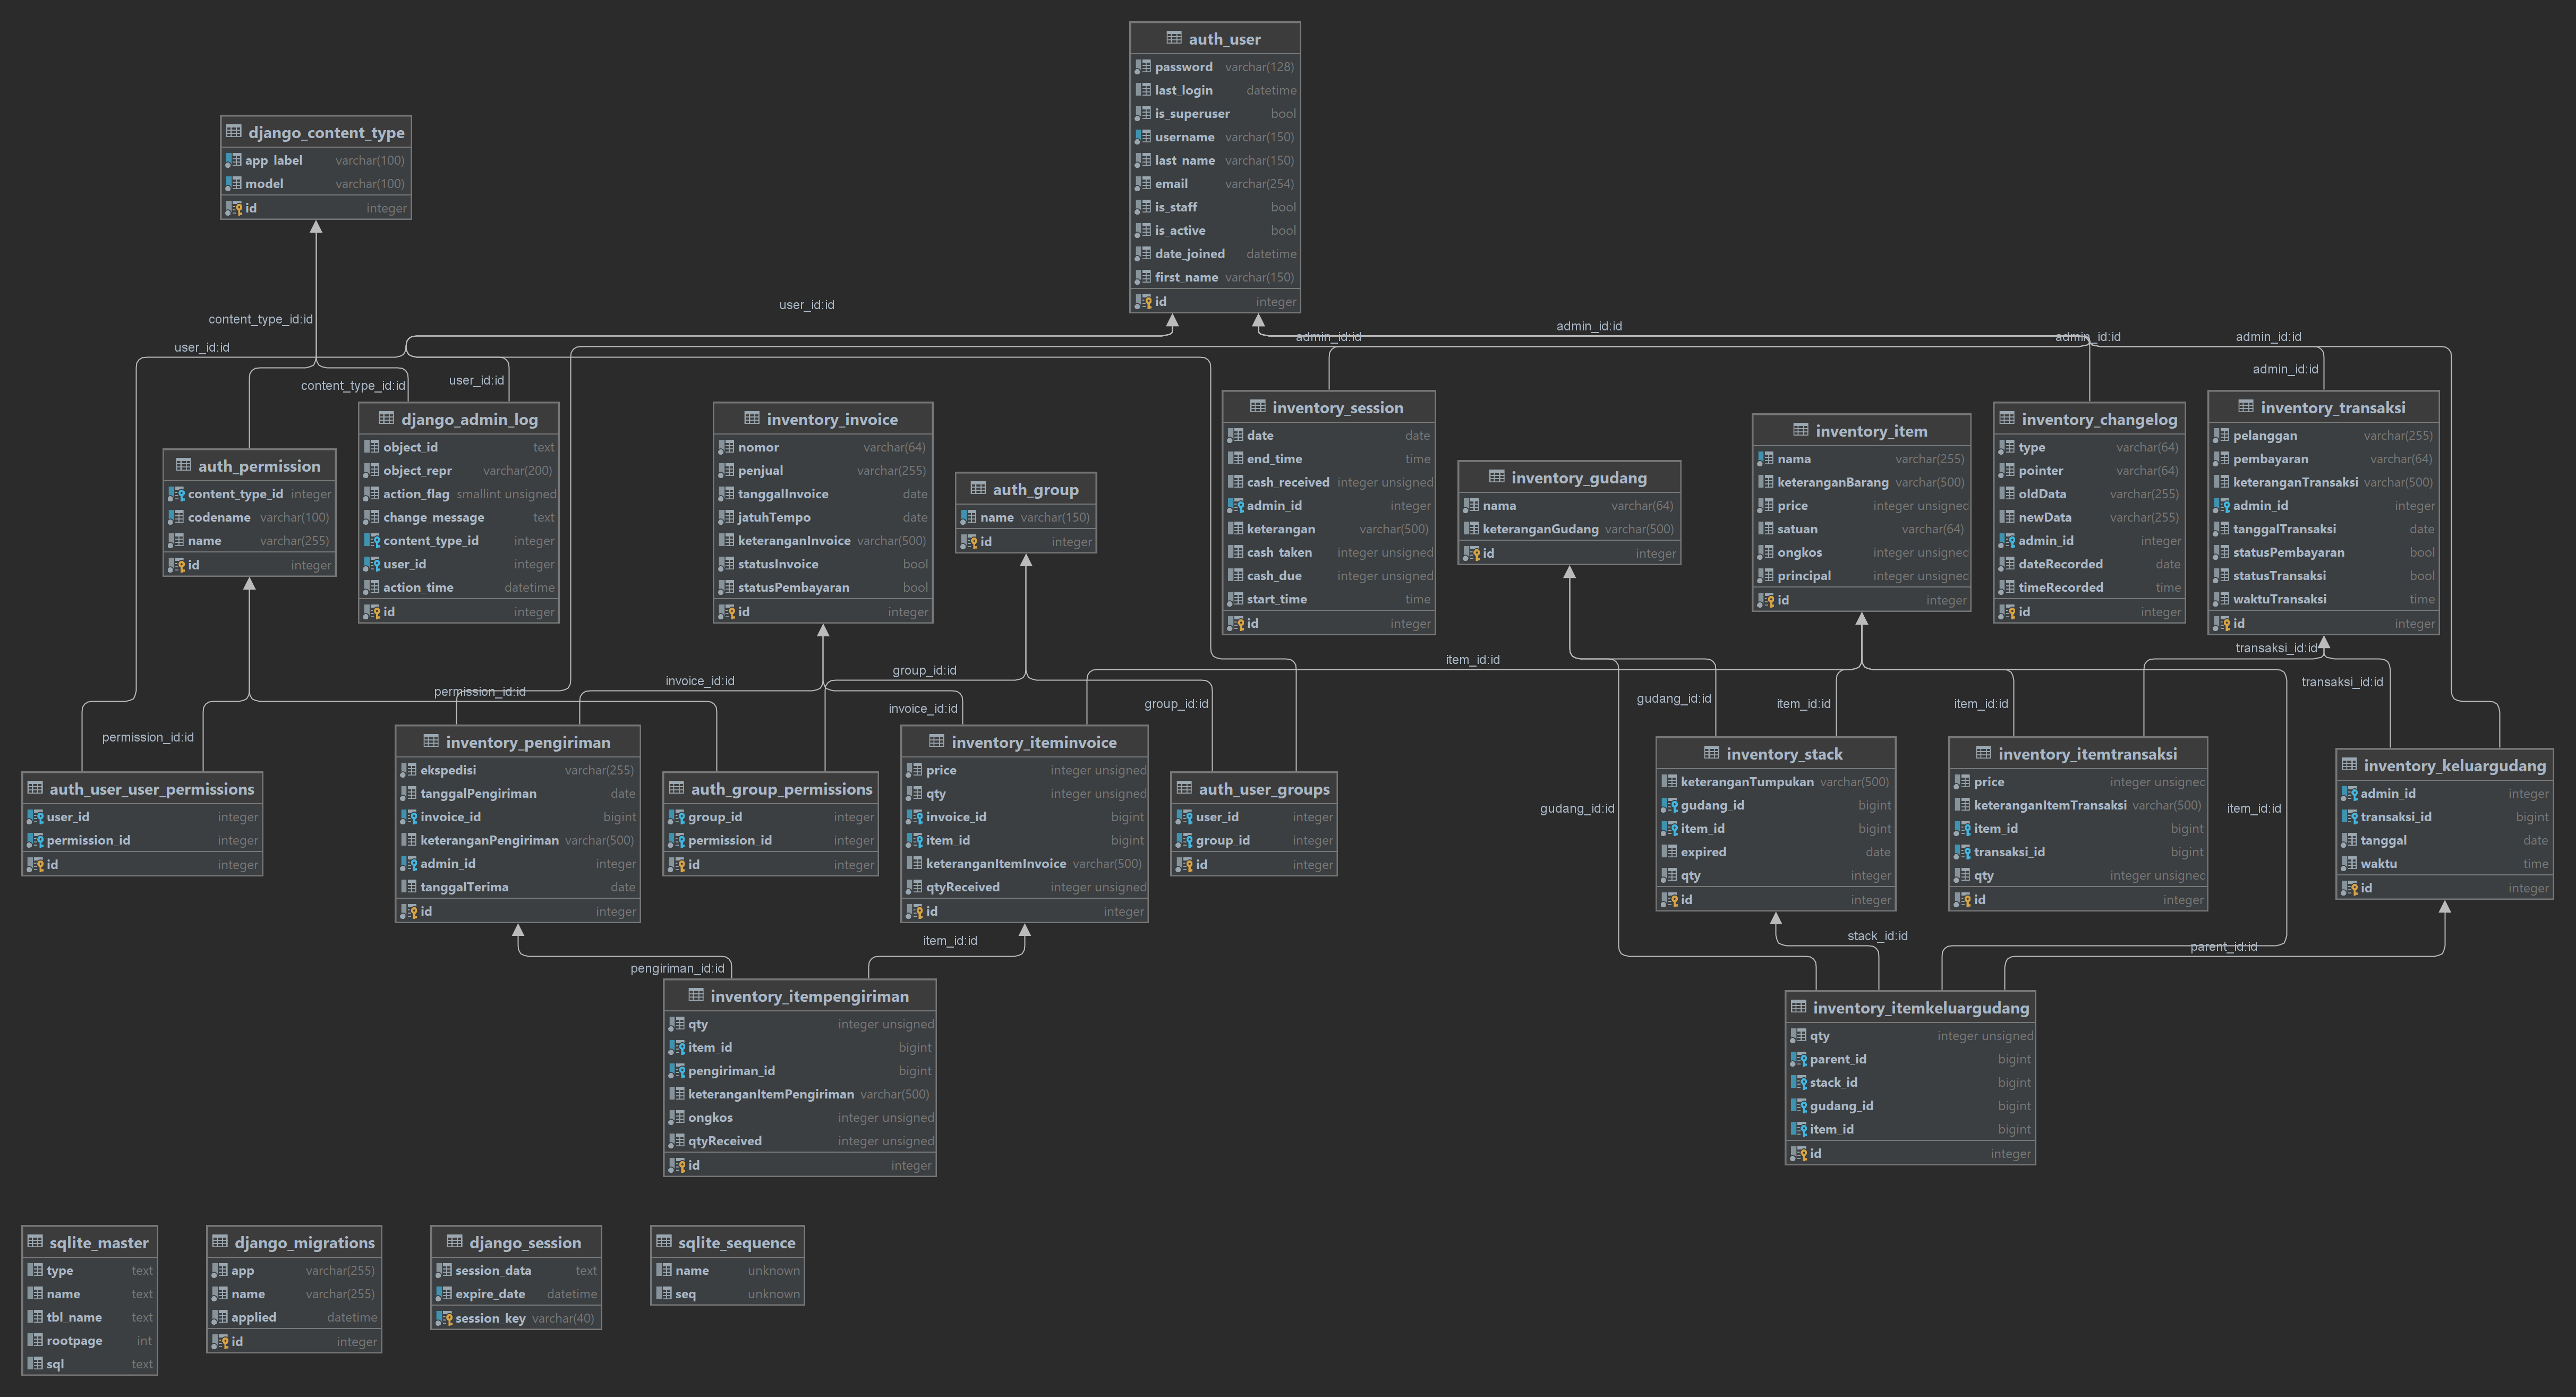 auth_user
password varchar(128)
last_login datetime
is_superuser bool
username varchar(150)
last_name varchar(150)
email varchar(254)
is_staff bool
is_active bool
date_joined datetime
first_name varchar(150)
id integer
django_content_type
app_label varchar(100)
model varchar(100)
id integer
user_id:id
content_type_id:id
user_id:id
content_type_id:id
user_id:id
admin_id:id
admin_id:id
admin_id:id
admin_id:id
admin_id:id
auth_permission
content_type_id integer
codename varchar(100)
name varchar(255)
id integer
django_admin_log
object_id text
object_repr varchar(200)
action_flag smallint unsigned
change_message text
content_type_id integer
user_id integer
action_time datetime
id integer
inventory_invoice
nomor varchar(64)
penjual varchar(255)
tanggalInvoice date
jatuhTempo date
keteranganInvoice varchar(500)
statusInvoice bool
statusPembayaran bool
id integer
auth_group
name varchar(150)
id integer
inventory_session
date date
end_time time
cash_received integer unsigned
admin_id integer
keterangan varchar(500)
cash_taken integer unsigned
cash_due integer unsigned
start_time time
id integer
inventory_gudang
nama varchar(64)
keteranganGudang varchar(500)
id integer
inventory_item
nama varchar(255)
keteranganBarang varchar(500)
price integer unsigned
satuan varchar(64)
ongkos integer unsigned
principal integer unsigned
id integer
inventory_changelog
type varchar(64)
pointer varchar(64)
oldData varchar(255)
newData varchar(255)
admin_id integer
dateRecorded date
timeRecorded time
id integer
inventory_transaksi
pelanggan varchar(255)
pembayaran varchar(64)
keteranganTransaksi varchar(500)
admin_id integer
tanggalTransaksi date
statusPembayaran bool
statusTransaksi bool
waktuTransaksi time
id integer
permission_id:id
permission_id:id
invoice_id:id
group_id:id
invoice_id:id
group_id:id
item_id:id
gudang_id:id
item_id:id
item_id:id
transaksi_id:id
transaksi_id:id
gudang_id:id
item_id:id
auth_user_user_permissions
user_id integer
permission_id integer
id integer
inventory_pengiriman
ekspedisi varchar(255)
tanggalPengiriman date
invoice_id bigint
keteranganPengiriman varchar(500)
admin_id integer
tanggalTerima date
id integer
auth_group_permissions
group_id integer
permission_id integer
id integer
inventory_iteminvoice
price integer unsigned
qty integer unsigned
invoice_id bigint
item_id bigint
keteranganItemInvoice varchar(500)
qtyReceived integer unsigned
id integer
auth_user_groups
user_id integer
group_id integer
id integer
inventory_stack
keteranganTumpukan varchar(500)
gudang_id bigint
item_id bigint
expired date
qty integer
id integer
inventory_itemtransaksi
price integer unsigned
keteranganItemTransaksi varchar(500)
item_id bigint
transaksi_id bigint
qty integer unsigned
id integer
inventory_keluargudang
admin_id integer
transaksi_id bigint
tanggal date
waktu time
id integer
pengiriman_id:id
item_id:id
stack_id:id
parent_id:id
inventory_itempengiriman
qty integer unsigned
item_id bigint
pengiriman_id bigint
keteranganItemPengiriman varchar(500)
ongkos integer unsigned
qtyReceived integer unsigned
id integer
inventory_itemkeluargudang
qty integer unsigned
parent_id bigint
stack_id bigint
gudang_id bigint
item_id bigint
id integer
sqlite_master
type text
name text
tbl_name text
rootpage int
sql text
django_migrations
app varchar(255)
name varchar(255)
applied datetime
id integer
django_session
session_data text
expire_date datetime
session_key varchar(40)
sqlite_sequence
name unknown
seq unknown